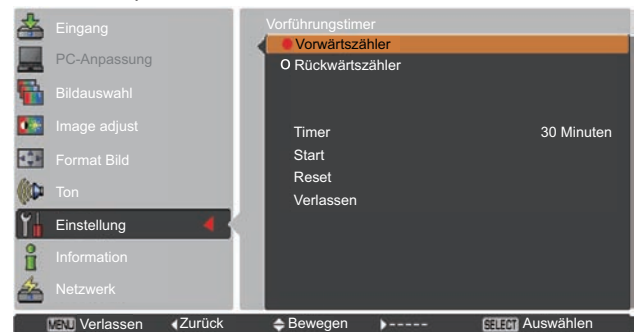 Eingang
PC-Anpassung
Bildauswahl
Image adjust
Format Bild
Ton
Einstellung
Information
Netzwerk
Vorführungstimer
Vorwärtszähler
Rückwärtszähler
Timer 30 Minuten
Start
Reset
Verlassen
MENU Verlassen Zurück Bewegen ----- SELECT Auswählen